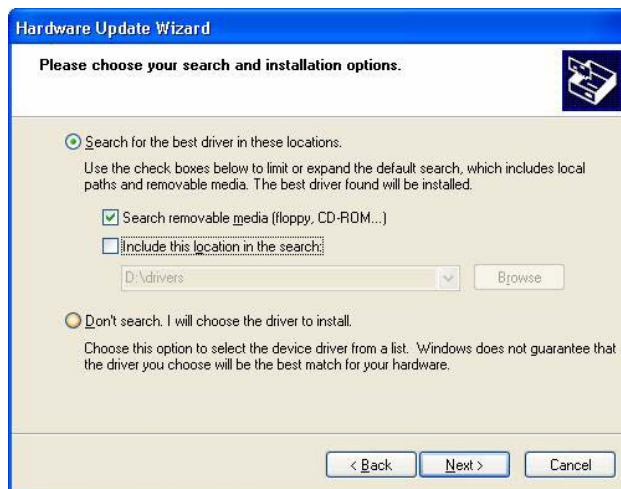 Hardware Update Wizard
Please choose your search and installation options.
Search for the best driver in these locations.
Use the check boxes below to limit or expand the default search, which includes local
paths and removable media. The best driver found will be installed.
Search removable media (floppy, CD-ROM...)
Include this location in the search:
D:\drivers
Browse
Don't search. I will choose the driver to install.
Choose this option to select the device driver from a list. Windows does not guarantee that
the driver you choose will be the best match for your hardware.
< Back
Next >
Cancel